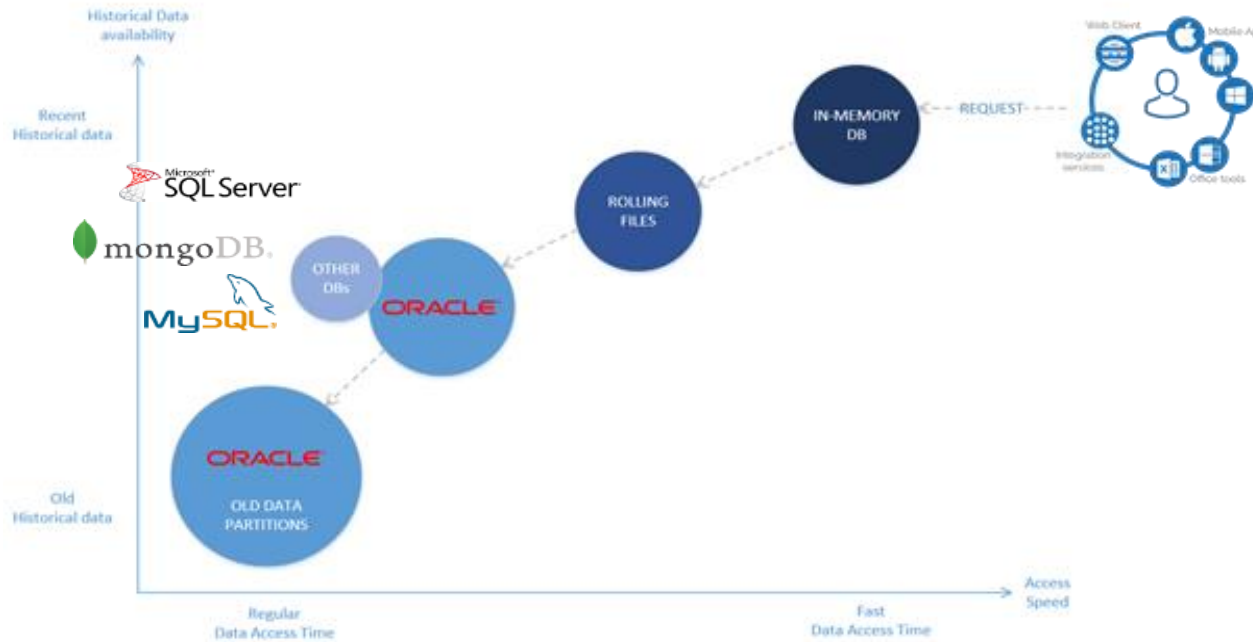 Historical Data
availability
Web Client
Mobile A
Recent
Historical data
IN-MEMORY
DB
REQUEST
Integration
services
Office tools
Microsoft®
SQL Server
ROLLING
FILES
mongoDB®
OTHER
DBs
ORACLE
MySQL®
ORACLE
OLD DATA
PARTITIONS
Old
Historical data
Access
Speed
Regular
Data Access Time
Fast
Data Access Time